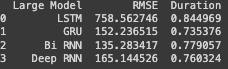 Large Model RMSE Duration
0 LSTM 758.562746 0.844969
1 GRU 152.236515 0.735376
2 Bi RNN 135.283417 0.779057
3 Deep RNN 165.144526 0.760324